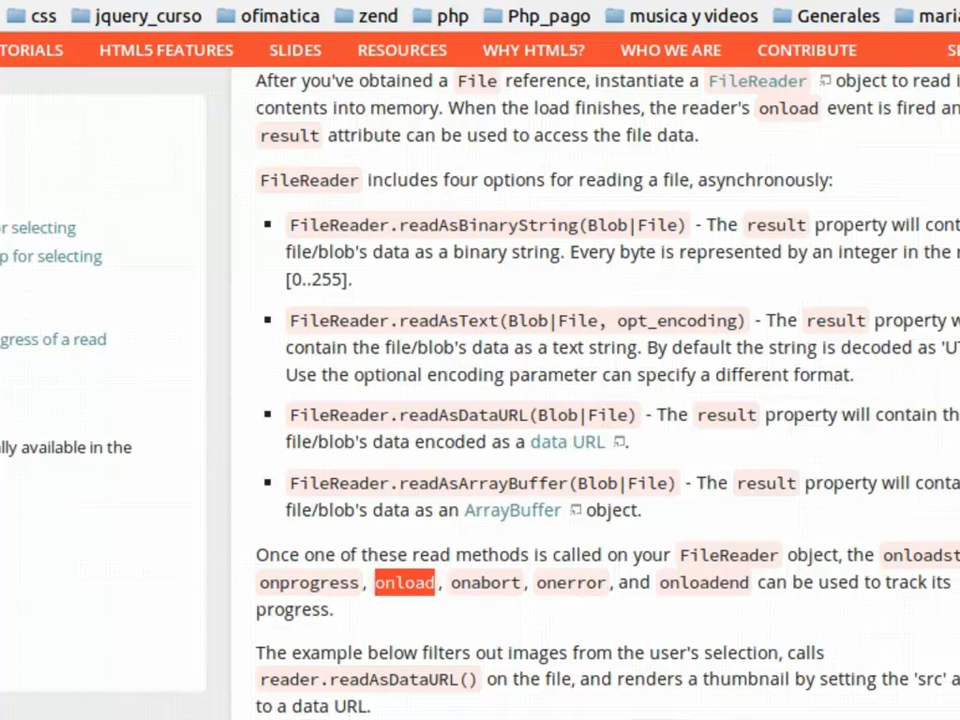 css jquery_curso ofimatica zend php Php_pago musica y videos Generales maria
TORIALS HTML5 FEATURES SLIDES RESOURCES WHY HTML5? WHO WE ARE CONTRIBUTE SE
After you've obtained a File reference, instantiate a FileReader object to read i
contents into memory. When the load finishes, the reader's onload event is fired an
result attribute can be used to access the file data.
FileReader includes four options for reading a file, asynchronously:
r selecting
p for selecting
gress of a read
lly available in the
▪ FileReader.readAsBinaryString(Blob|File) - The result property will cont
file/blob's data as a binary string. Every byte is represented by an integer in the r
[0..255].
▪ FileReader.readAsText(Blob|File, opt_encoding) - The result property w
contain the file/blob's data as a text string. By default the string is decoded as 'UT
Use the optional encoding parameter can specify a different format.
▪ FileReader.readAsDataURL(Blob|File) - The result property will contain th
file/blob's data encoded as a data URL.
▪ FileReader.readAsArrayBuffer(Blob|File) - The result property will conta
file/blob's data as an ArrayBuffer object.
Once one of these read methods is called on your FileReader object, the onloadst
onprogress, onload, onabort, onerror, and onloadend can be used to track its
progress.
The example below filters out images from the user's selection, calls
reader.readAsDataURL() on the file, and renders a thumbnail by setting the 'src' a
to a data URL.